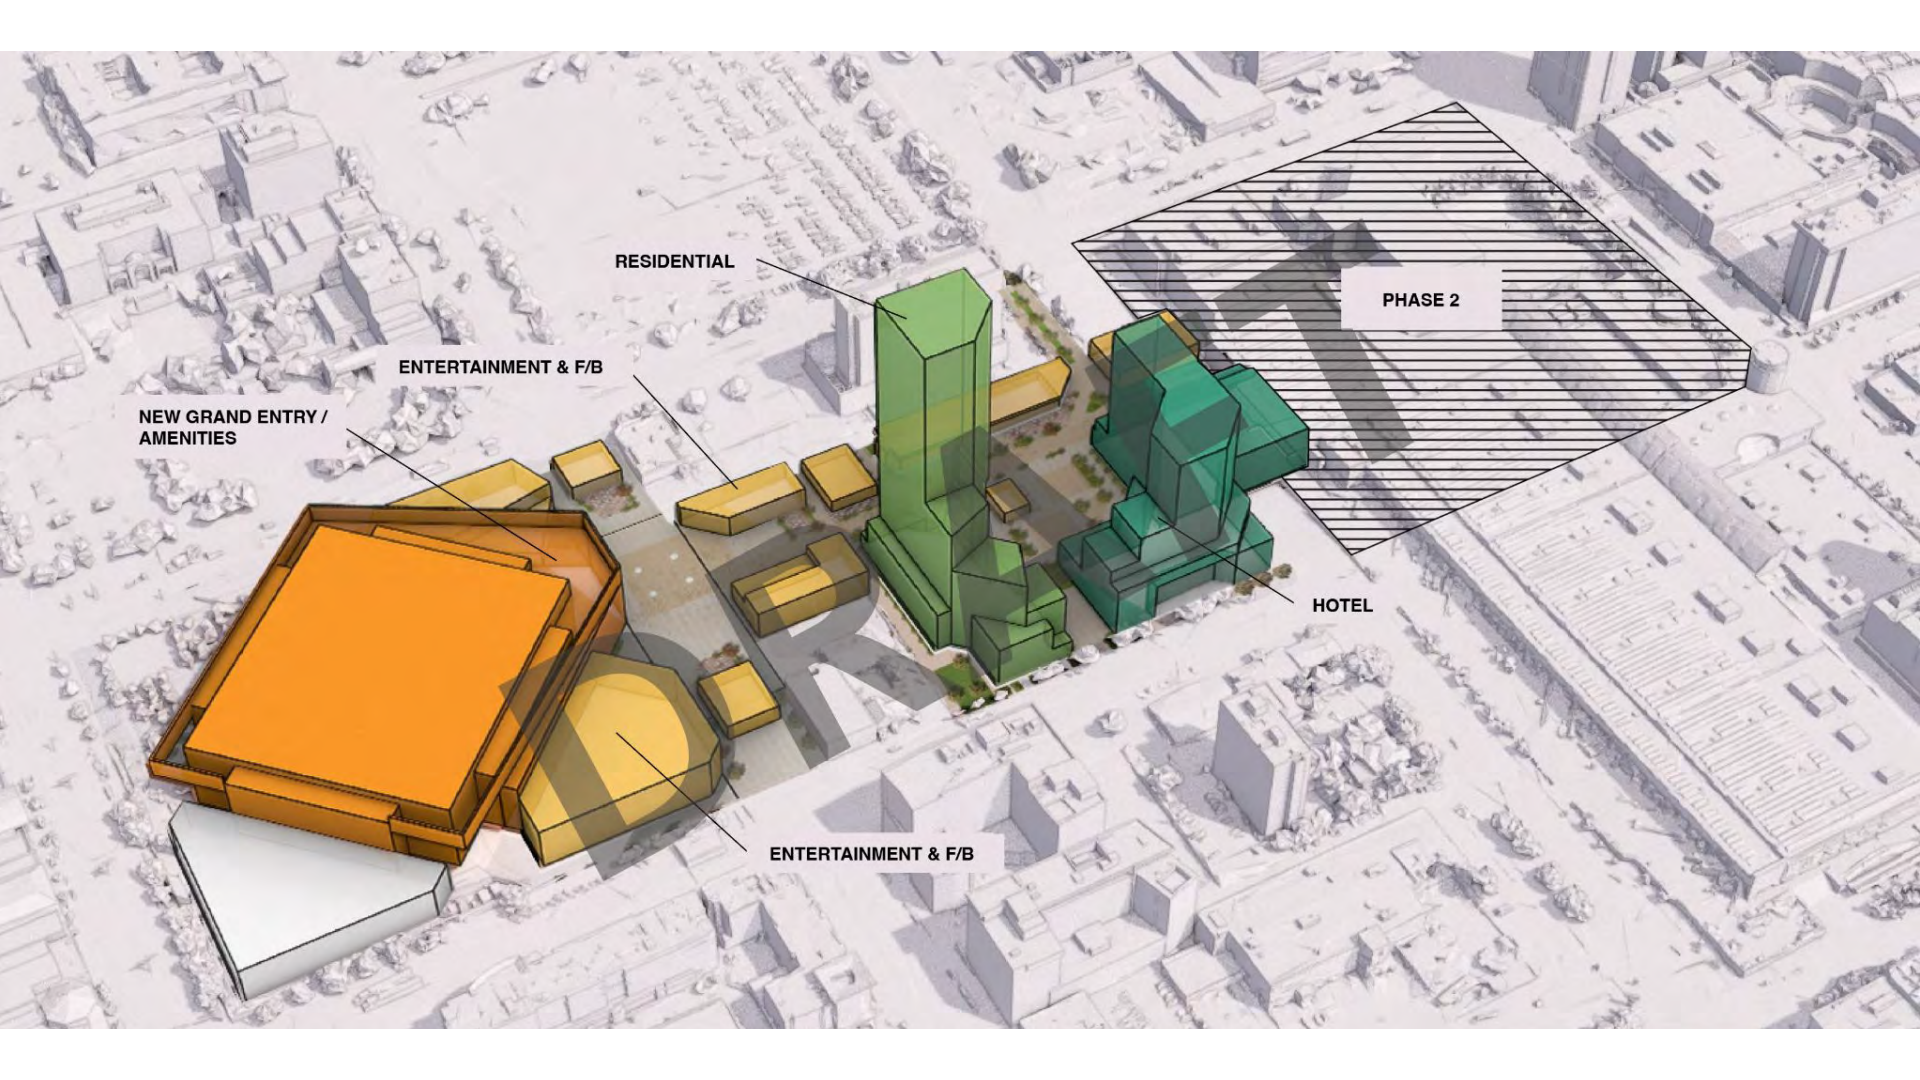 RESIDENTIAL
PHASE 2
ENTERTAINMENT & F/B
NEW GRAND ENTRY /
AMENITIES
HOTEL
ENTERTAINMENT & F/B
DRAFT